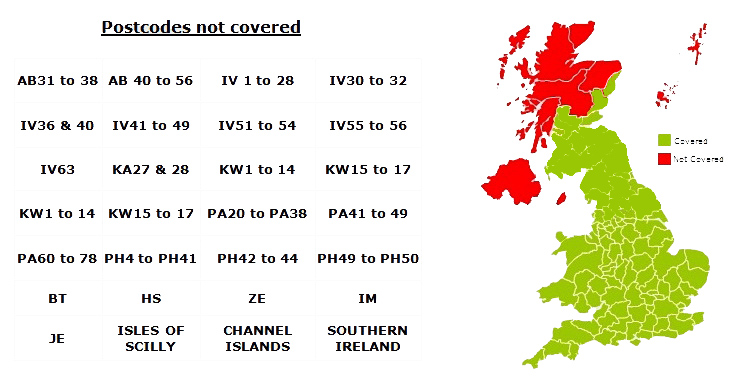 Postcodes not covered
AB31 to 38 AB 40 to 56 IV 1 to 28 IV30 to 32
IV36 & 40 IV41 to 49 IV51 to 54 IV55 to 56
IV63 KA27 & 28 KW1 to 14 KW15 to 17
KW1 to 14 KW15 to 17 PA20 to PA38 PA41 to 49
PA60 to 78 PH4 to PH41 PH42 to 44 PH49 to PH50
BT HS ZE IM
JE ISLES OF SCILLY CHANNEL ISLANDS SOUTHERN IRELAND
Covered
Not Covered